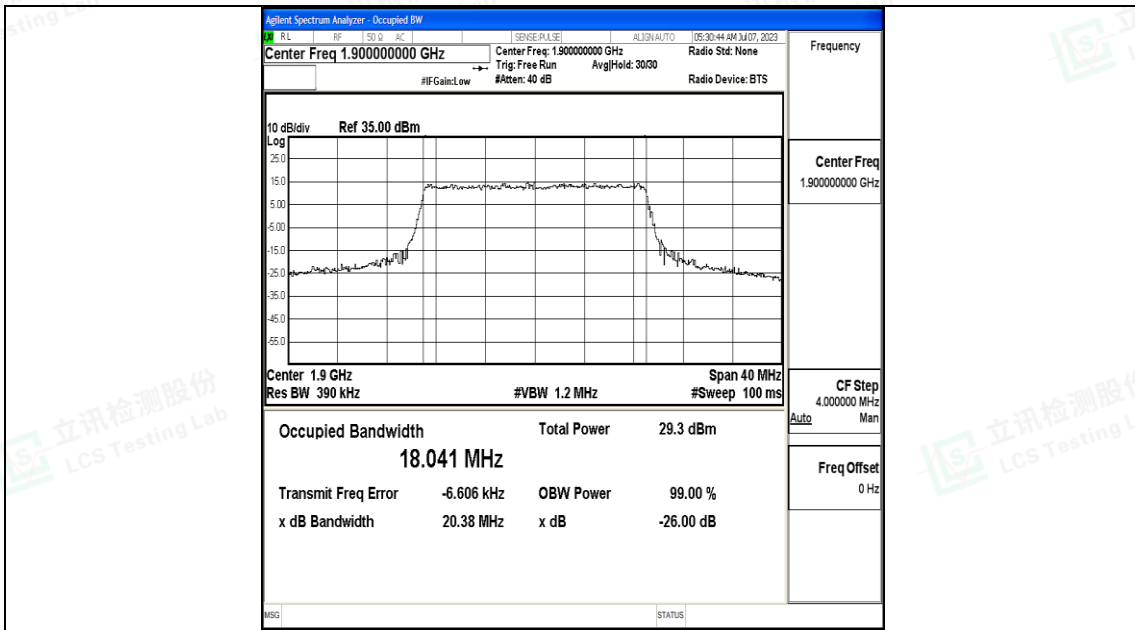 Agilent Spectrum Analyzer - Occupied BW
RL RF 50 Ω AC SENSE:PULSE ALIGN AUTO 05:30:44 AM Jul 07, 2023
Center Freq 1.900000000 GHz
Center Freq: 1.900000000 GHz Radio Std: None
Trig: Free Run Avg|Hold: 30/30
#IFGain:Low #Atten: 40 dB Radio Device: BTS
Frequency
10 dB/div Ref 35.00 dBm
Log
25.0
15.0
5.00
-5.00
-15.0
-25.0
-35.0
-45.0
-55.0
Center Freq
1.900000000 GHz
Center 1.9 GHz Span 40 MHz
Res BW 390 kHz #VBW 1.2 MHz #Sweep 100 ms
CF Step
4.000000 MHz
Auto Man
Occupied Bandwidth Total Power 29.3 dBm
18.041 MHz
Transmit Freq Error -6.606 kHz OBW Power 99.00 %
x dB Bandwidth 20.38 MHz x dB -26.00 dB
Freq Offset
0 Hz
MSG STATUS
立讯检测股份
LCS Testing Lab
立讯检测股份
LCS Testing L